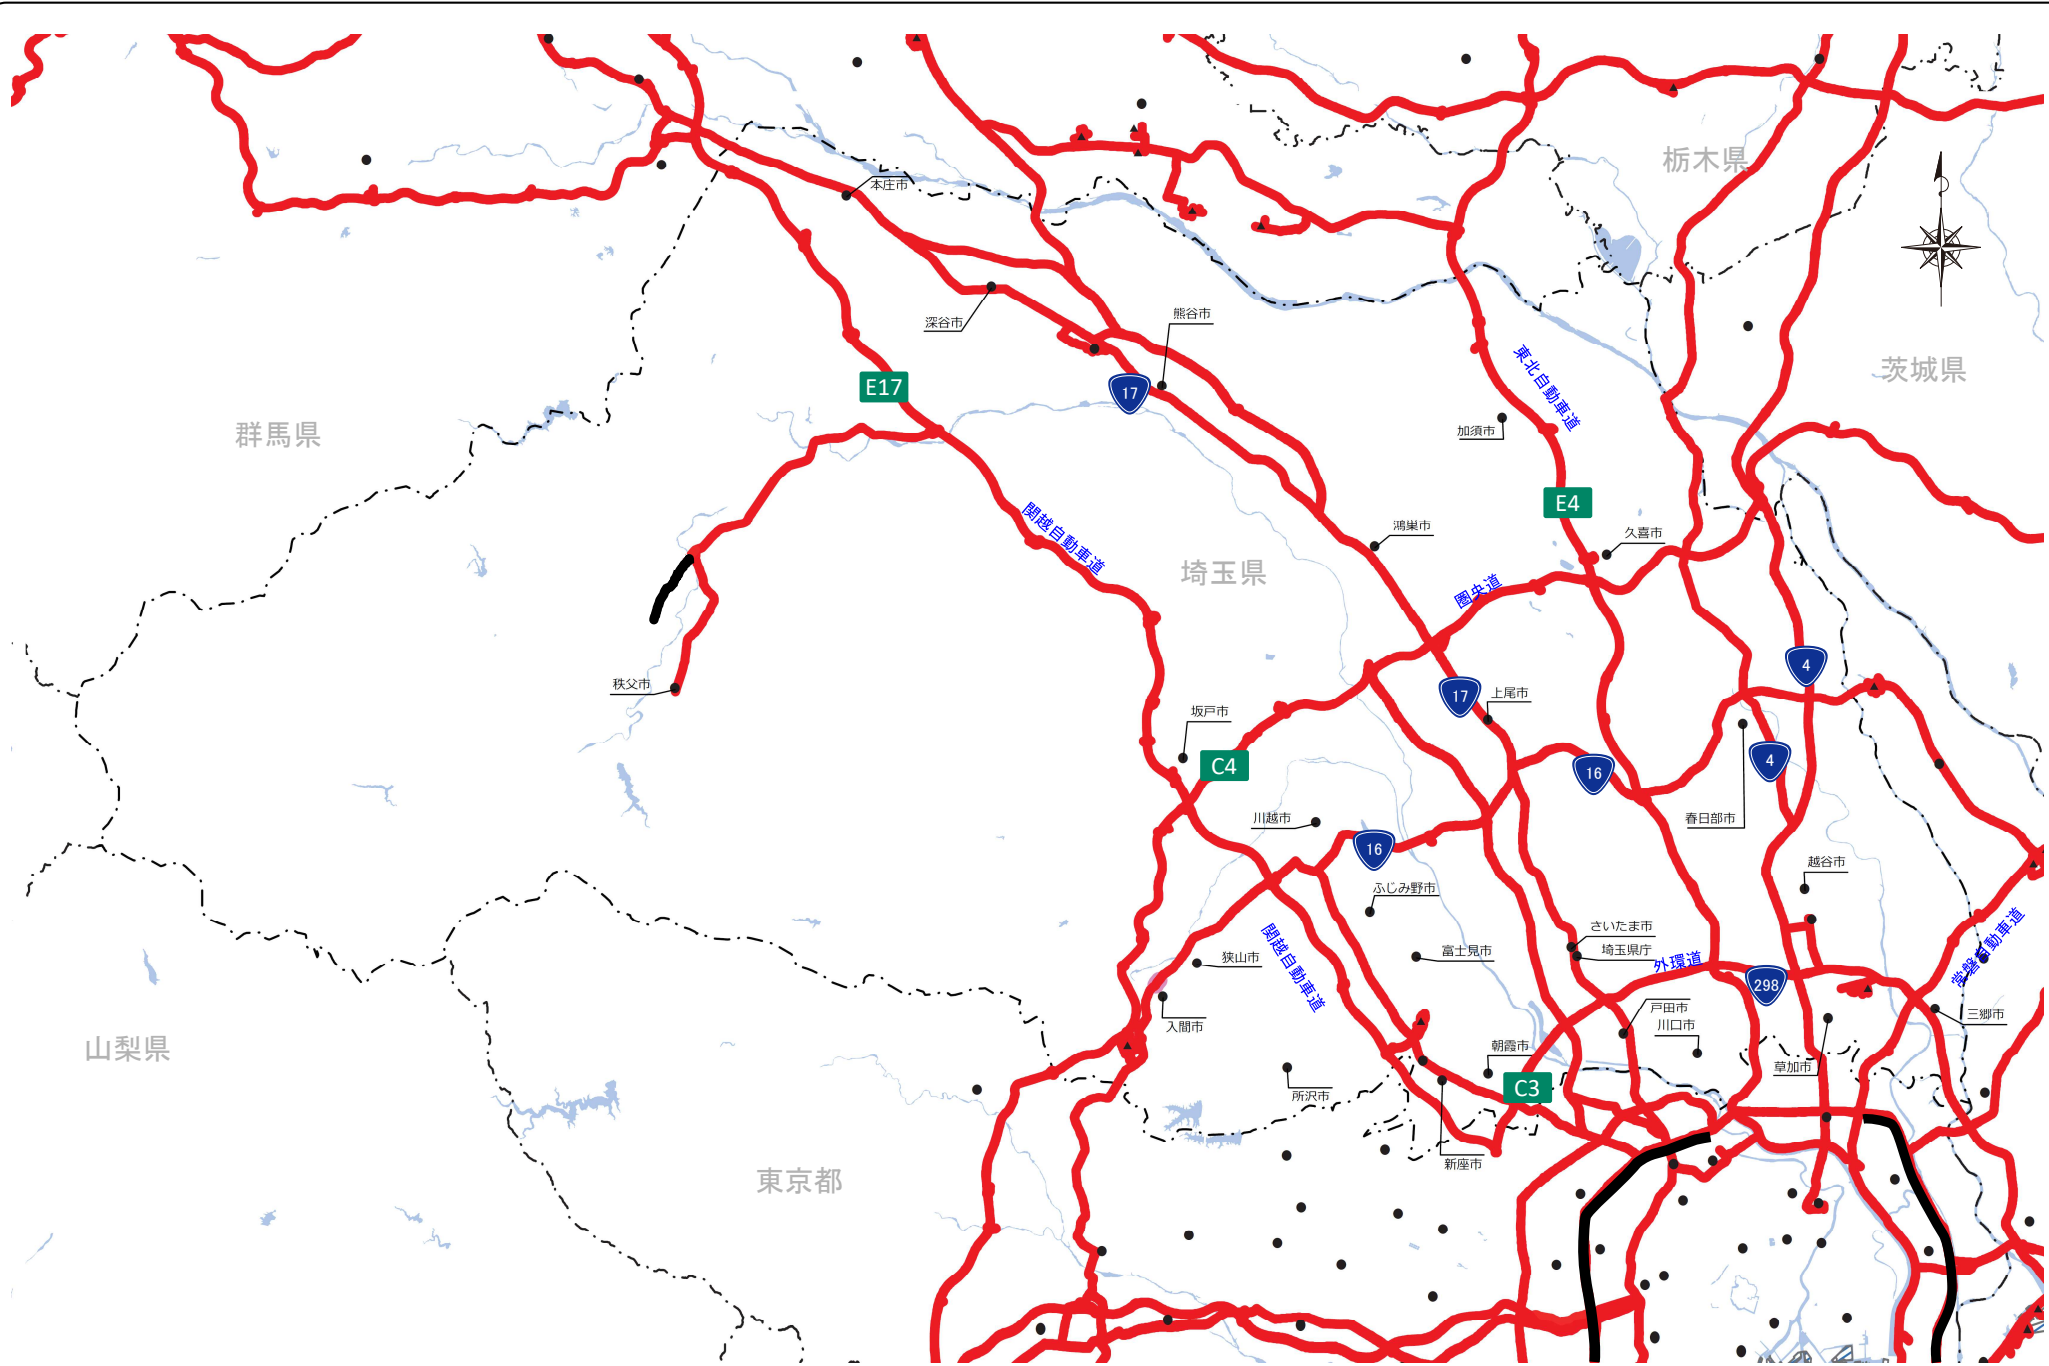 栃木県
本庄市
熊谷市
深谷市
茨城県
東北自動車道
E17
17
群馬県
加須市
E4
関越自動車道
鴻巣市
久喜市
埼玉県
圏央道
4
秩父市
17
上尾市
坂戸市
C4
16
4
川越市
春日部市
16
越谷市
ふじみ野市
さいたま市
関越自動車道
富士見市
埼玉県庁
常磐自動車道
狭山市
外環道
298
戸田市
三郷市
入間市
川口市
山梨県
朝霞市
草加市
C3
所沢市
新座市
東京都